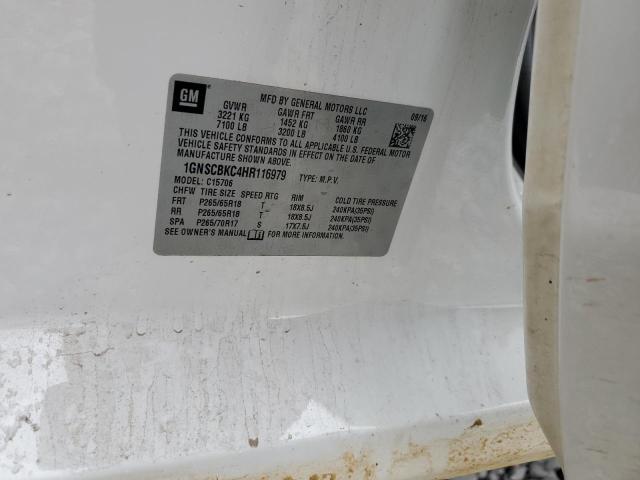 GM
MFD BY GENERAL MOTORS LLC
GVWR GAWR FRT GAWR RR 09/16
3221 KG 1452 KG 1860 KG
7100 LB 3200 LB 4100 LB
THIS VEHICLE CONFORMS TO ALL APPLICABLE U.S. FEDERAL MOTOR
VEHICLE SAFETY STANDARDS IN EFFECT ON THE DATE OF
MANUFACTURE SHOWN ABOVE.
1GNSCBKC4HR116979 TYPE: M.P.V.
MODEL: C15706
CHFW TIRE SIZE SPEED RTG RIM COLD TIRE PRESSURE
FRT P265/65R18 T 18X8.5J 240KPA(35PSI)
RR P265/65R18 T 18X8.5J 240KPA(35PSI)
SPA P265/70R17 S 17X7.5J 240KPA(35PSI)
SEE OWNER'S MANUAL FOR MORE INFORMATION.